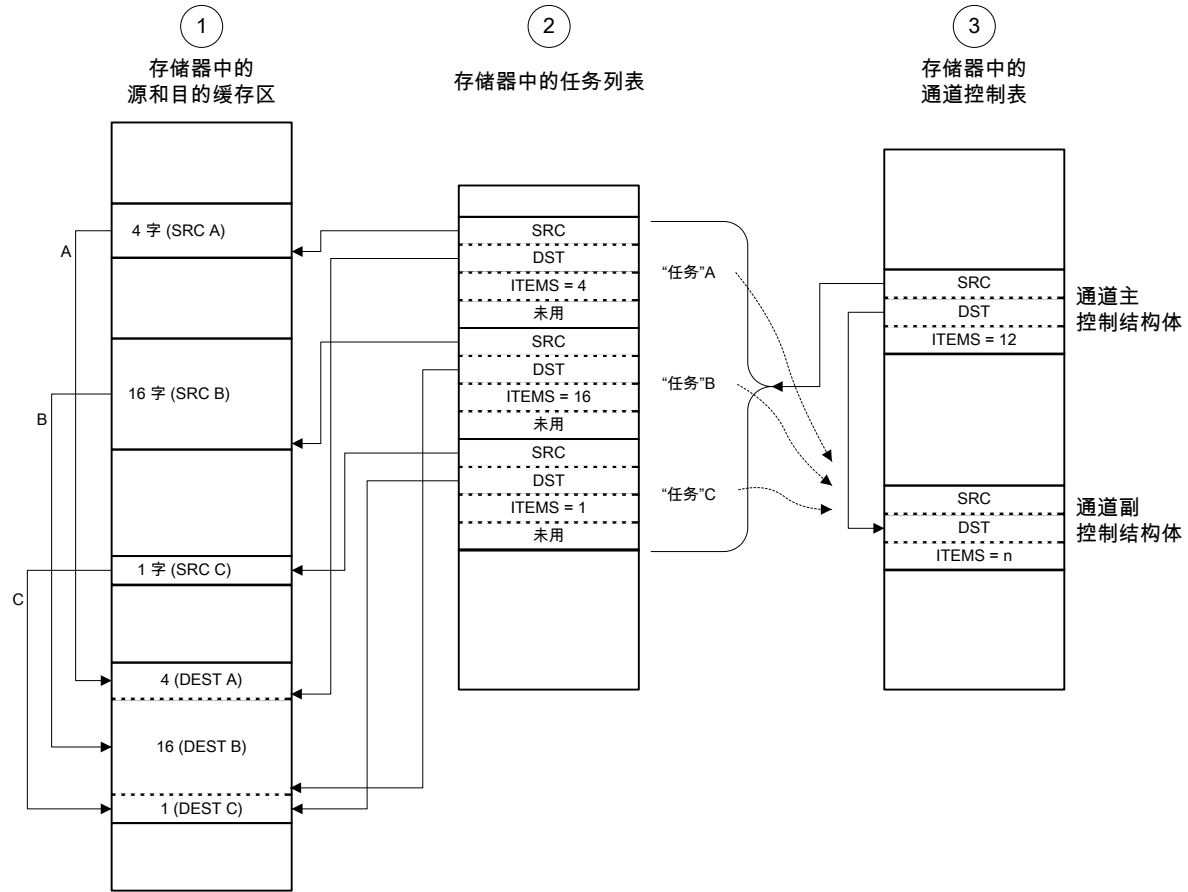 1
存储器中的
源和目的缓存区
2
存储器中的任务列表
3
存储器中的
通道控制表
4 字 (SRC A)
A
16 字 (SRC B)
B
1 字 (SRC C)
C
4 (DEST A)
16 (DEST B)
1 (DEST C)
SRC
DST
ITEMS = 4
未用
SRC
DST
ITEMS = 16
未用
SRC
DST
ITEMS = 1
未用
“任务”A
“任务”B
“任务”C
SRC
DST
ITEMS = 12
通道主
控制结构体
SRC
DST
ITEMS = n
通道副
控制结构体